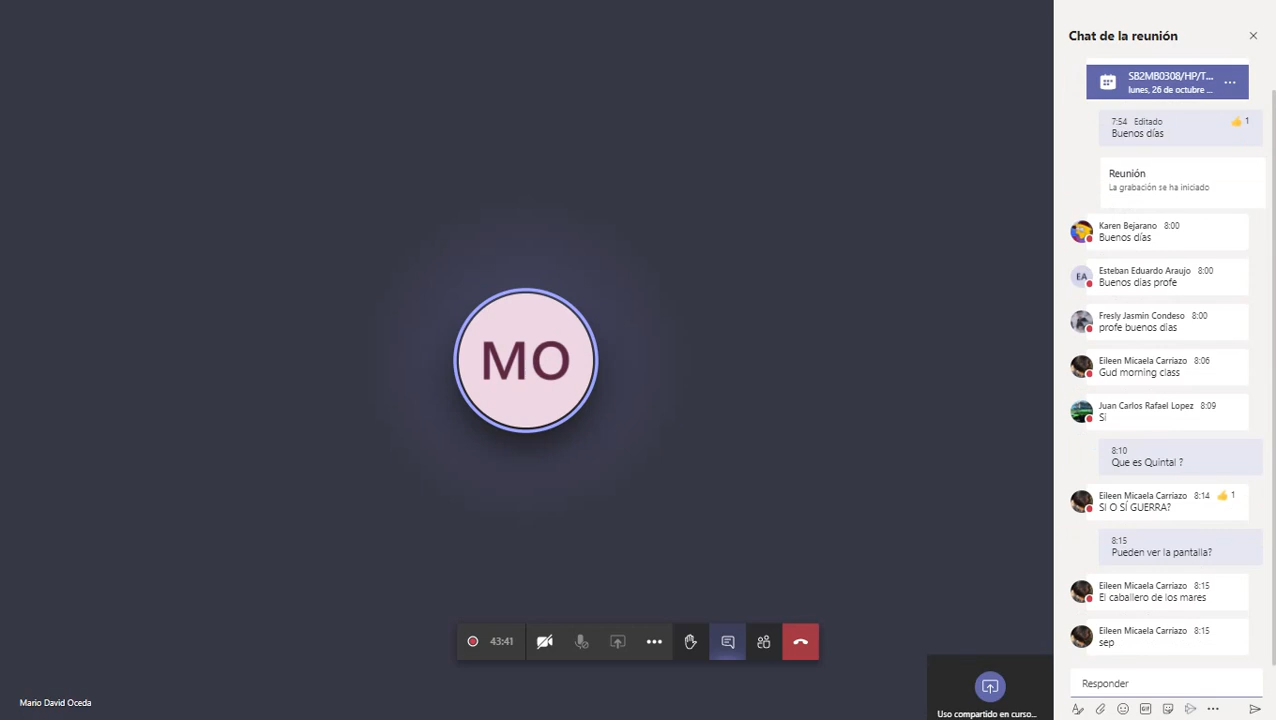 Chat de la reunión
SB2MB0308/HP/T...
lunes, 26 de octubre ...
7:54 Editado
1
Buenos días
Reunión
La grabación se ha iniciado
Karen Bejarano 8:00
Buenos días
EA
Esteban Eduardo Araujo 8:00
Buenos dias profe
Fresly Jasmin Condeso 8:00
profe buenos dias
Eileen Micaela Carriazo 8:06
Gud morning class
Juan Carlos Rafael Lopez 8:09
Si
8:10
Que es Quintal ?
Eileen Micaela Carriazo 8:14 1
SI O SÍ GUERRA?
8:15
Pueden ver la pantalla?
Eileen Micaela Carriazo 8:15
El caballero de los mares
Eileen Micaela Carriazo 8:15
sep
Responder
GIF
MO
43:41
Mario David Oceda
Uso compartido en curso...